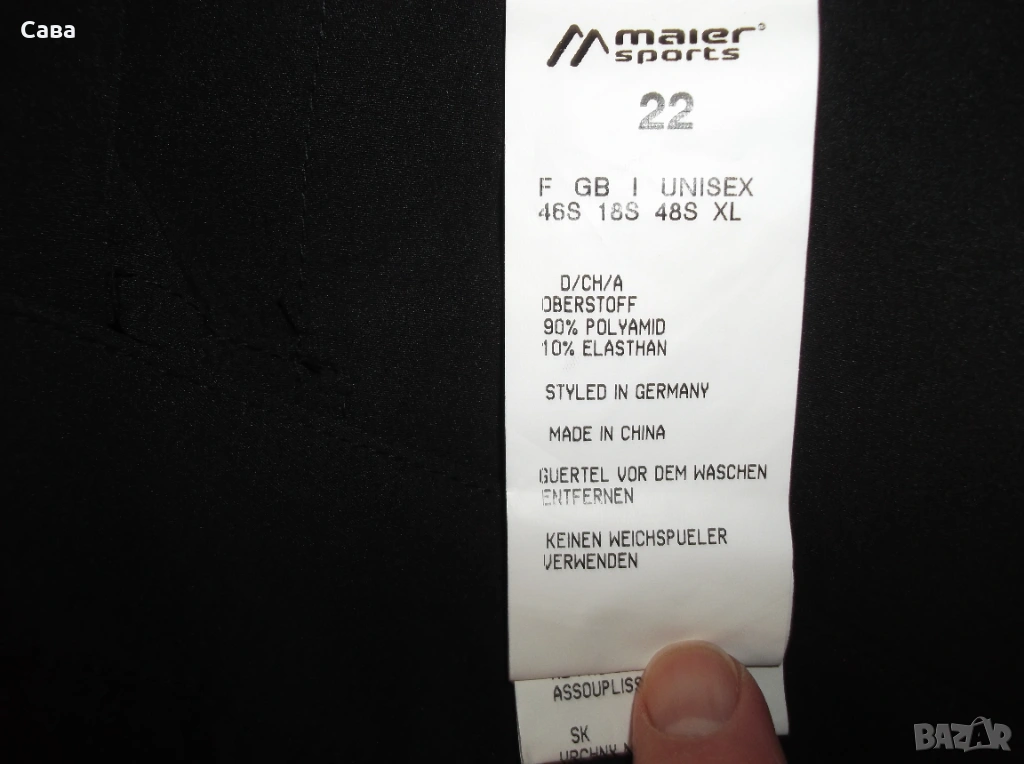 Сава
maier
sports
22
F GB I UNISEX
46S 18S 48S XL
D/CH/A
OBERSTOFF
90% POLYAMID
10% ELASTHAN
STYLED IN GERMANY
MADE IN CHINA
GUERTEL VOR DEM WASCHEN
ENTFERNEN
KEINEN WEICHSPUELER
VERWENDEN
SK
BAZAR